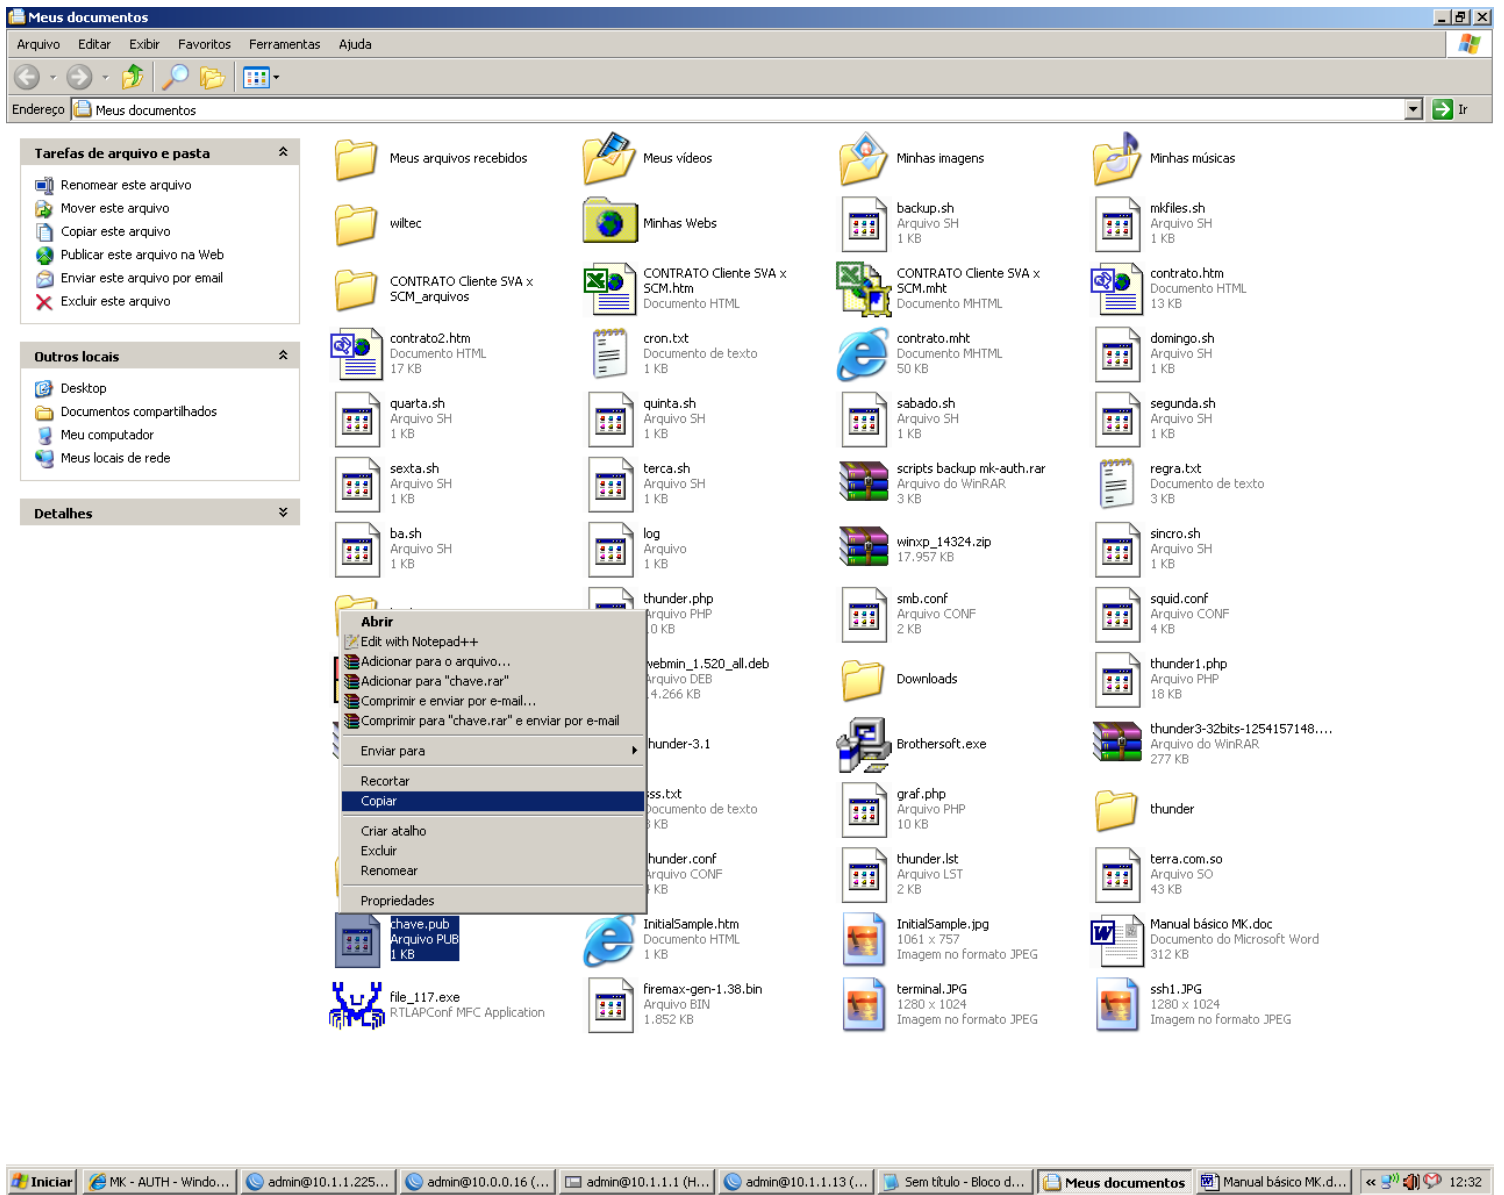 Meus documentos
Arquivo Editar Exibir Favoritos Ferramentas Ajuda
Endereço Meus documentos Ir
Tarefas de arquivo e pasta
Renomear este arquivo
Mover este arquivo
Copiar este arquivo
Publicar este arquivo na Web
Enviar este arquivo por email
Excluir este arquivo
Outros locais
Desktop
Documentos compartilhados
Meu computador
Meus locais de rede
Detalhes
Meus arquivos recebidos
Meus vídeos
Minhas imagens
Minhas músicas
wiltec
Minhas Webs
backup.sh
Arquivo SH
1 KB
mkfiles.sh
Arquivo SH
1 KB
CONTRATO Cliente SVA x
SCM_arquivos
CONTRATO Cliente SVA x
SCM.htm
Documento HTML
CONTRATO Cliente SVA x
SCM.mht
Documento MHTML
contrato.htm
Documento HTML
13 KB
contrato2.htm
Documento HTML
17 KB
cron.txt
Documento de texto
1 KB
contrato.mht
Documento MHTML
50 KB
domingo.sh
Arquivo SH
1 KB
quarta.sh
Arquivo SH
1 KB
quinta.sh
Arquivo SH
1 KB
sabado.sh
Arquivo SH
1 KB
segunda.sh
Arquivo SH
1 KB
sexta.sh
Arquivo SH
1 KB
terca.sh
Arquivo SH
1 KB
scripts backup mk-auth.rar
Arquivo do WinRAR
3 KB
regra.txt
Documento de texto
3 KB
ba.sh
Arquivo SH
1 KB
log
Arquivo
1 KB
winxp_14324.zip
17.957 KB
sincro.sh
Arquivo SH
1 KB
thunder.php
Arquivo PHP
smb.conf
Arquivo CONF
2 KB
squid.conf
Arquivo CONF
4 KB
webmin_1.520_all.deb
Arquivo DEB
4.266 KB
Downloads
thunder1.php
Arquivo PHP
18 KB
hunder-3.1
Brothersoft.exe
thunder3-32bits-1254157148....
Arquivo do WinRAR
277 KB
sss.txt
Documento de texto
KB
graf.php
Arquivo PHP
10 KB
thunder
hunder.conf
Arquivo CONF
KB
thunder.lst
Arquivo LST
2 KB
terra.com.so
Arquivo SO
43 KB
Abrir
Edit with Notepad++
Adicionar para o arquivo...
Adicionar para "chave.rar"
Comprimir e enviar por e-mail...
Comprimir para "chave.rar" e enviar por e-mail
Enviar para
Recortar
Copiar
Criar atalho
Excluir
Renomear
Propriedades
chave.pub
Arquivo PUB
1 KB
InitialSample.htm
Documento HTML
1 KB
InitialSample.jpg
1061 x 757
Imagem no formato JPEG
Manual básico MK.doc
Documento do Microsoft Word
312 KB
file_117.exe
RTLAPConf MFC Application
firemax-gen-1.38.bin
Arquivo BIN
1.852 KB
terminal.JPG
1280 x 1024
Imagem no formato JPEG
ssh1.JPG
1280 x 1024
Imagem no formato JPEG
Iniciar MK - AUTH - Windo... admin@10.1.1.225... admin@10.0.0.16 (... admin@10.1.1.1 (H... admin@10.1.1.13 (... Sem título - Bloco d... Meus documentos Manual básico MK.d... « 12:32